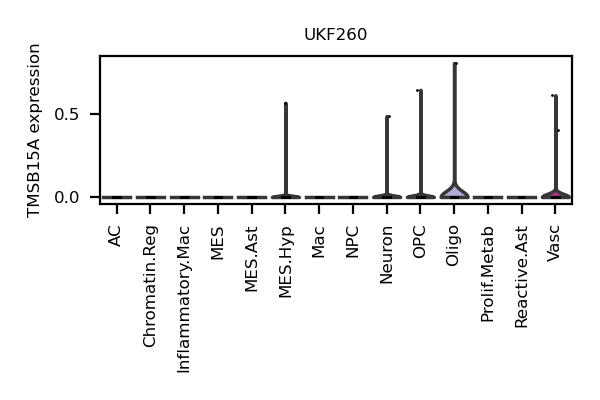 UKF260
TMSB15A expression
0.5
0.0
AC
Chromatin.Reg
Inflammatory.Mac
MES
MES.Ast
MES.Hyp
Mac
NPC
Neuron
OPC
Oligo
Prolif.Metab
Reactive.Ast
Vasc